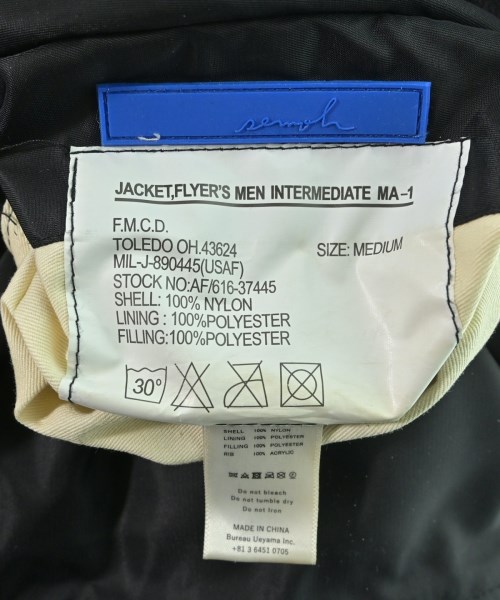 semoh
JACKET,FLYER'S MEN INTERMEDIATE MA-1
F.M.C.D.
TOLEDO OH.43624
SIZE: MEDIUM
MIL-J-890445(USAF)
STOCK NO:AF/616-37445
SHELL: 100% NYLON
LINING : 100%POLYESTER
FILLING:100%POLYESTER
30°
SHELL 100% NYLON
LINING 100% POLYESTER
FILLING 100% POLYESTER
RIB 100% ACRYLIC
Do not bleach
Do not tumble dry
Do not iron
MADE IN CHINA
Bureau Ueyama Inc.
+81 3 6451 0705